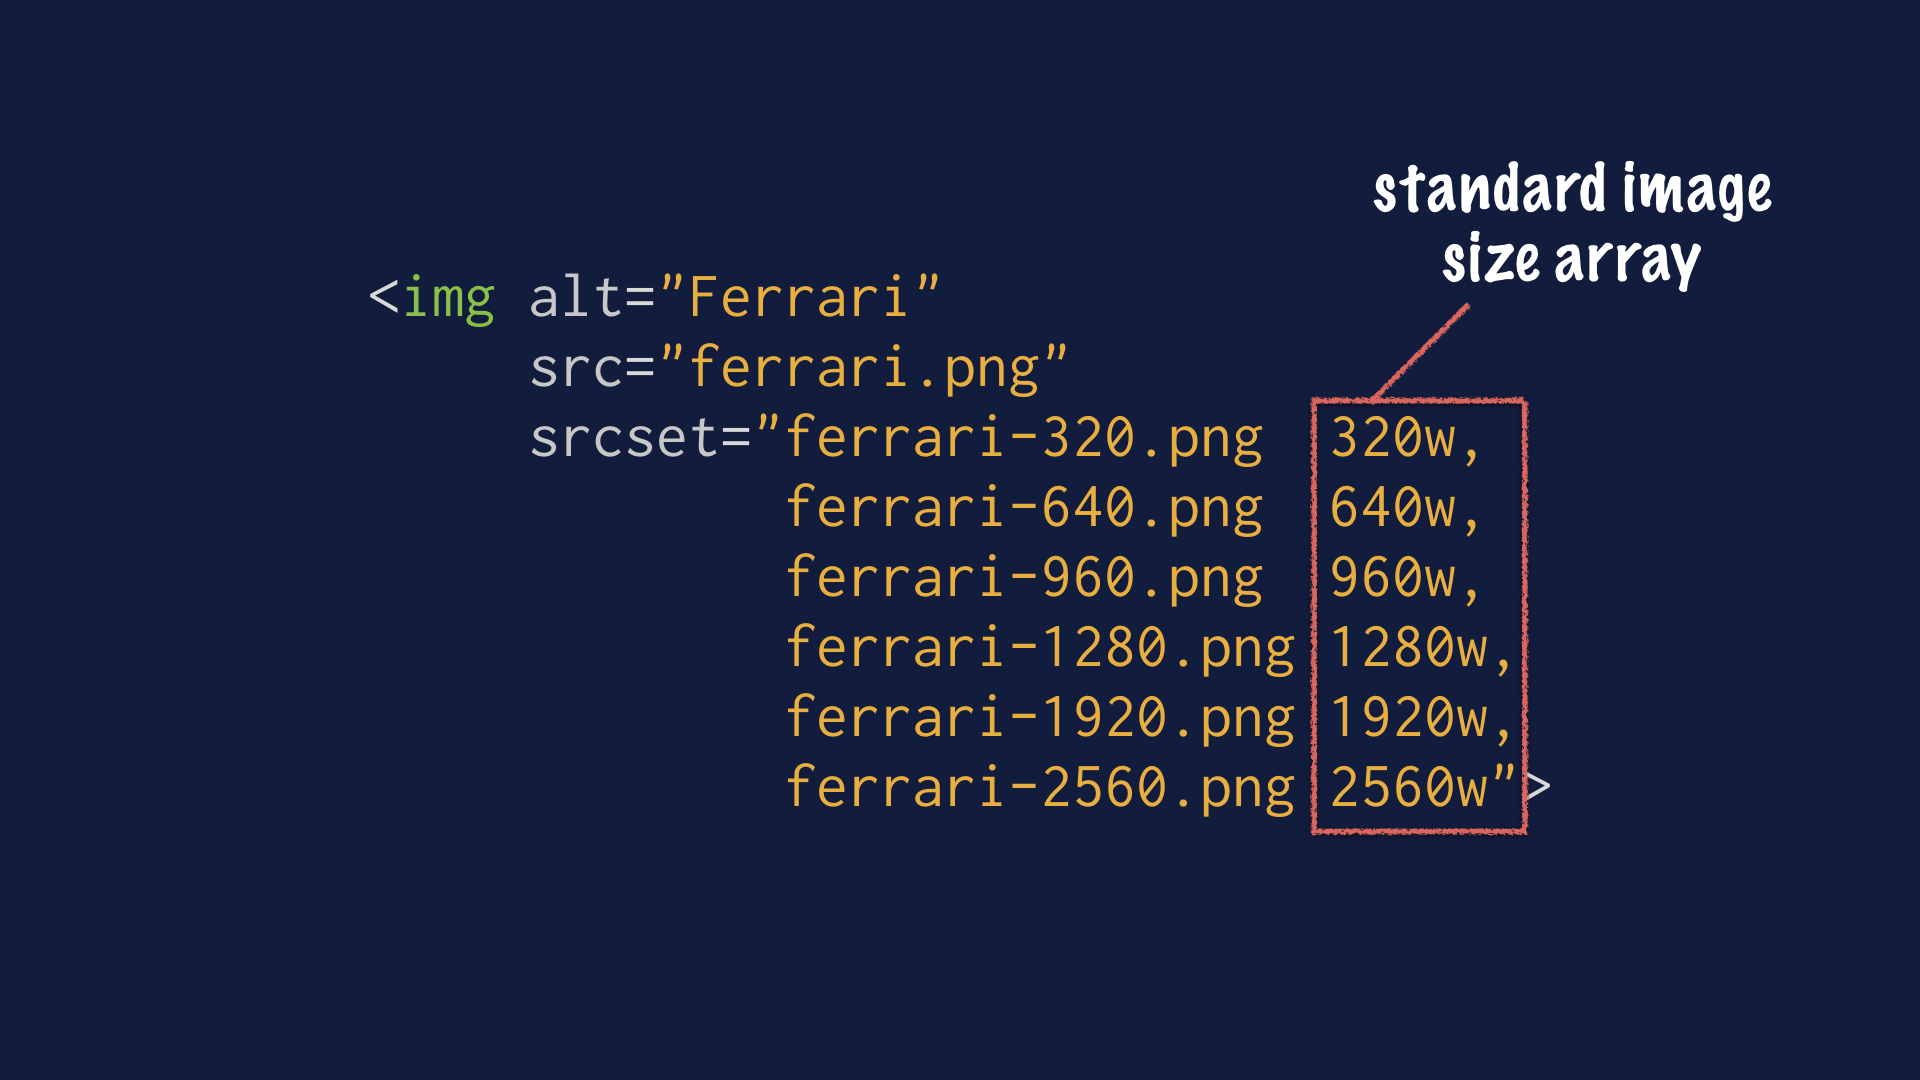 standard image
size array
<img alt="Ferrari"
src="ferrari.png"
srcset="ferrari-320.png 320w,
ferrari-640.png 640w,
ferrari-960.png 960w,
ferrari-1280.png 1280w,
ferrari-1920.png 1920w,
ferrari-2560.png 2560w">